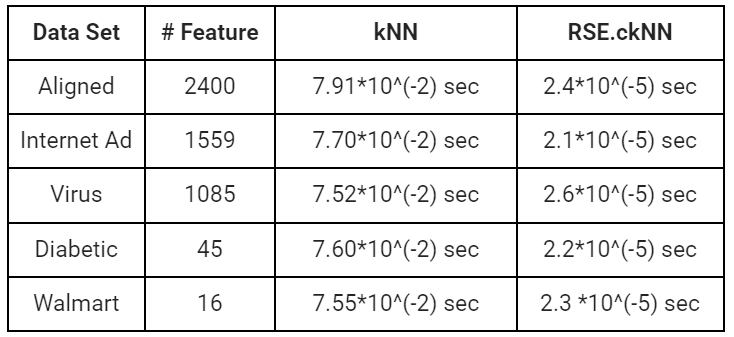 Data Set # Feature kNN RSE.ckNN
Aligned 2400 7.91*10^(-2) sec 2.4*10^(-5) sec
Internet Ad 1559 7.70*10^(-2) sec 2.1*10^(-5) sec
Virus 1085 7.52*10^(-2) sec 2.6*10^(-5) sec
Diabetic 45 7.60*10^(-2) sec 2.2*10^(-5) sec
Walmart 16 7.55*10^(-2) sec 2.3 *10^(-5) sec